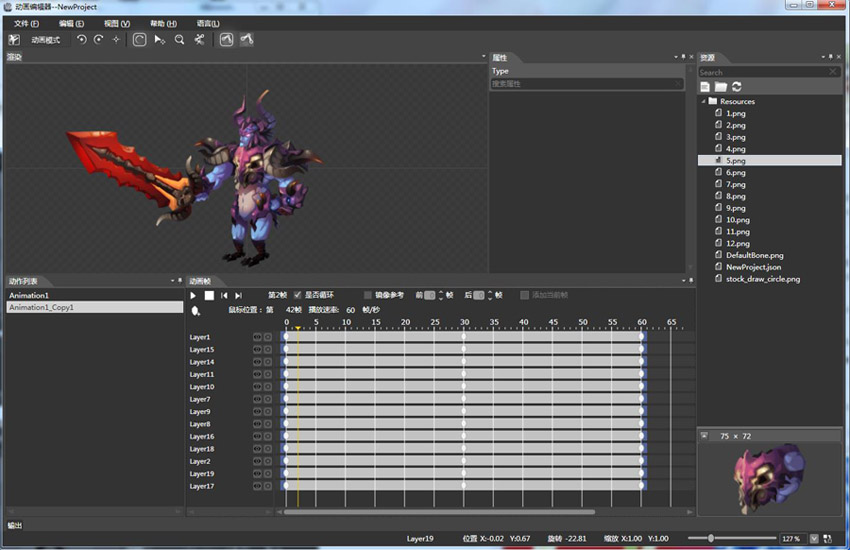 动画编辑器--NewProject
文件(F) 编辑(E) 视图(V) 帮助(H) 语言(L)
动画模式
渲染
属性
Type
搜索属性
资源
Search
Resources
1.png
2.png
3.png
4.png
5.png
6.png
7.png
8.png
9.png
10.png
11.png
12.png
DefaultBone.png
NewProject.json
stock_draw_circle.png
动作列表
Animation1
Animation1_Copy1
动画帧
第2帧 是否循环 镜像参考 前 0 帧 后 0 帧 添加当前帧
鼠标位置: 第 42帧 播放速率: 60 帧/秒
0 5 10 15 20 25 30 35 40 45 50 55 60 65
Layer1
Layer15
Layer14
Layer11
Layer10
Layer7
Layer9
Layer8
Layer16
Layer18
Layer2
Layer19
Layer17
75 × 72
输出
Layer19 位置 X:-0.02 Y:0.67 旋转 -22.81 缩放 X:1.00 Y:1.00 127 %